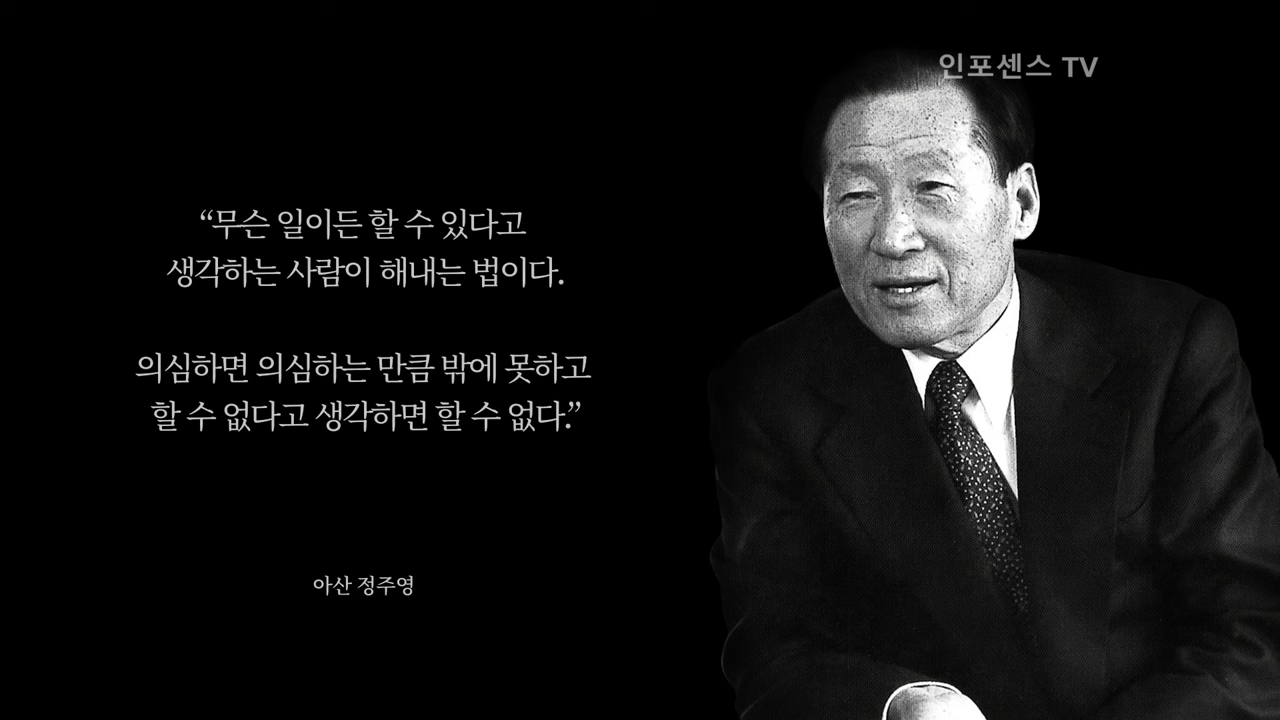 인포센스 TV
“무슨 일이든 할 수 있다고
생각하는 사람이 해내는 법이다.
의심하면 의심하는 만큼 밖에 못하고
할 수 없다고 생각하면 할 수 없다.”
아산 정주영